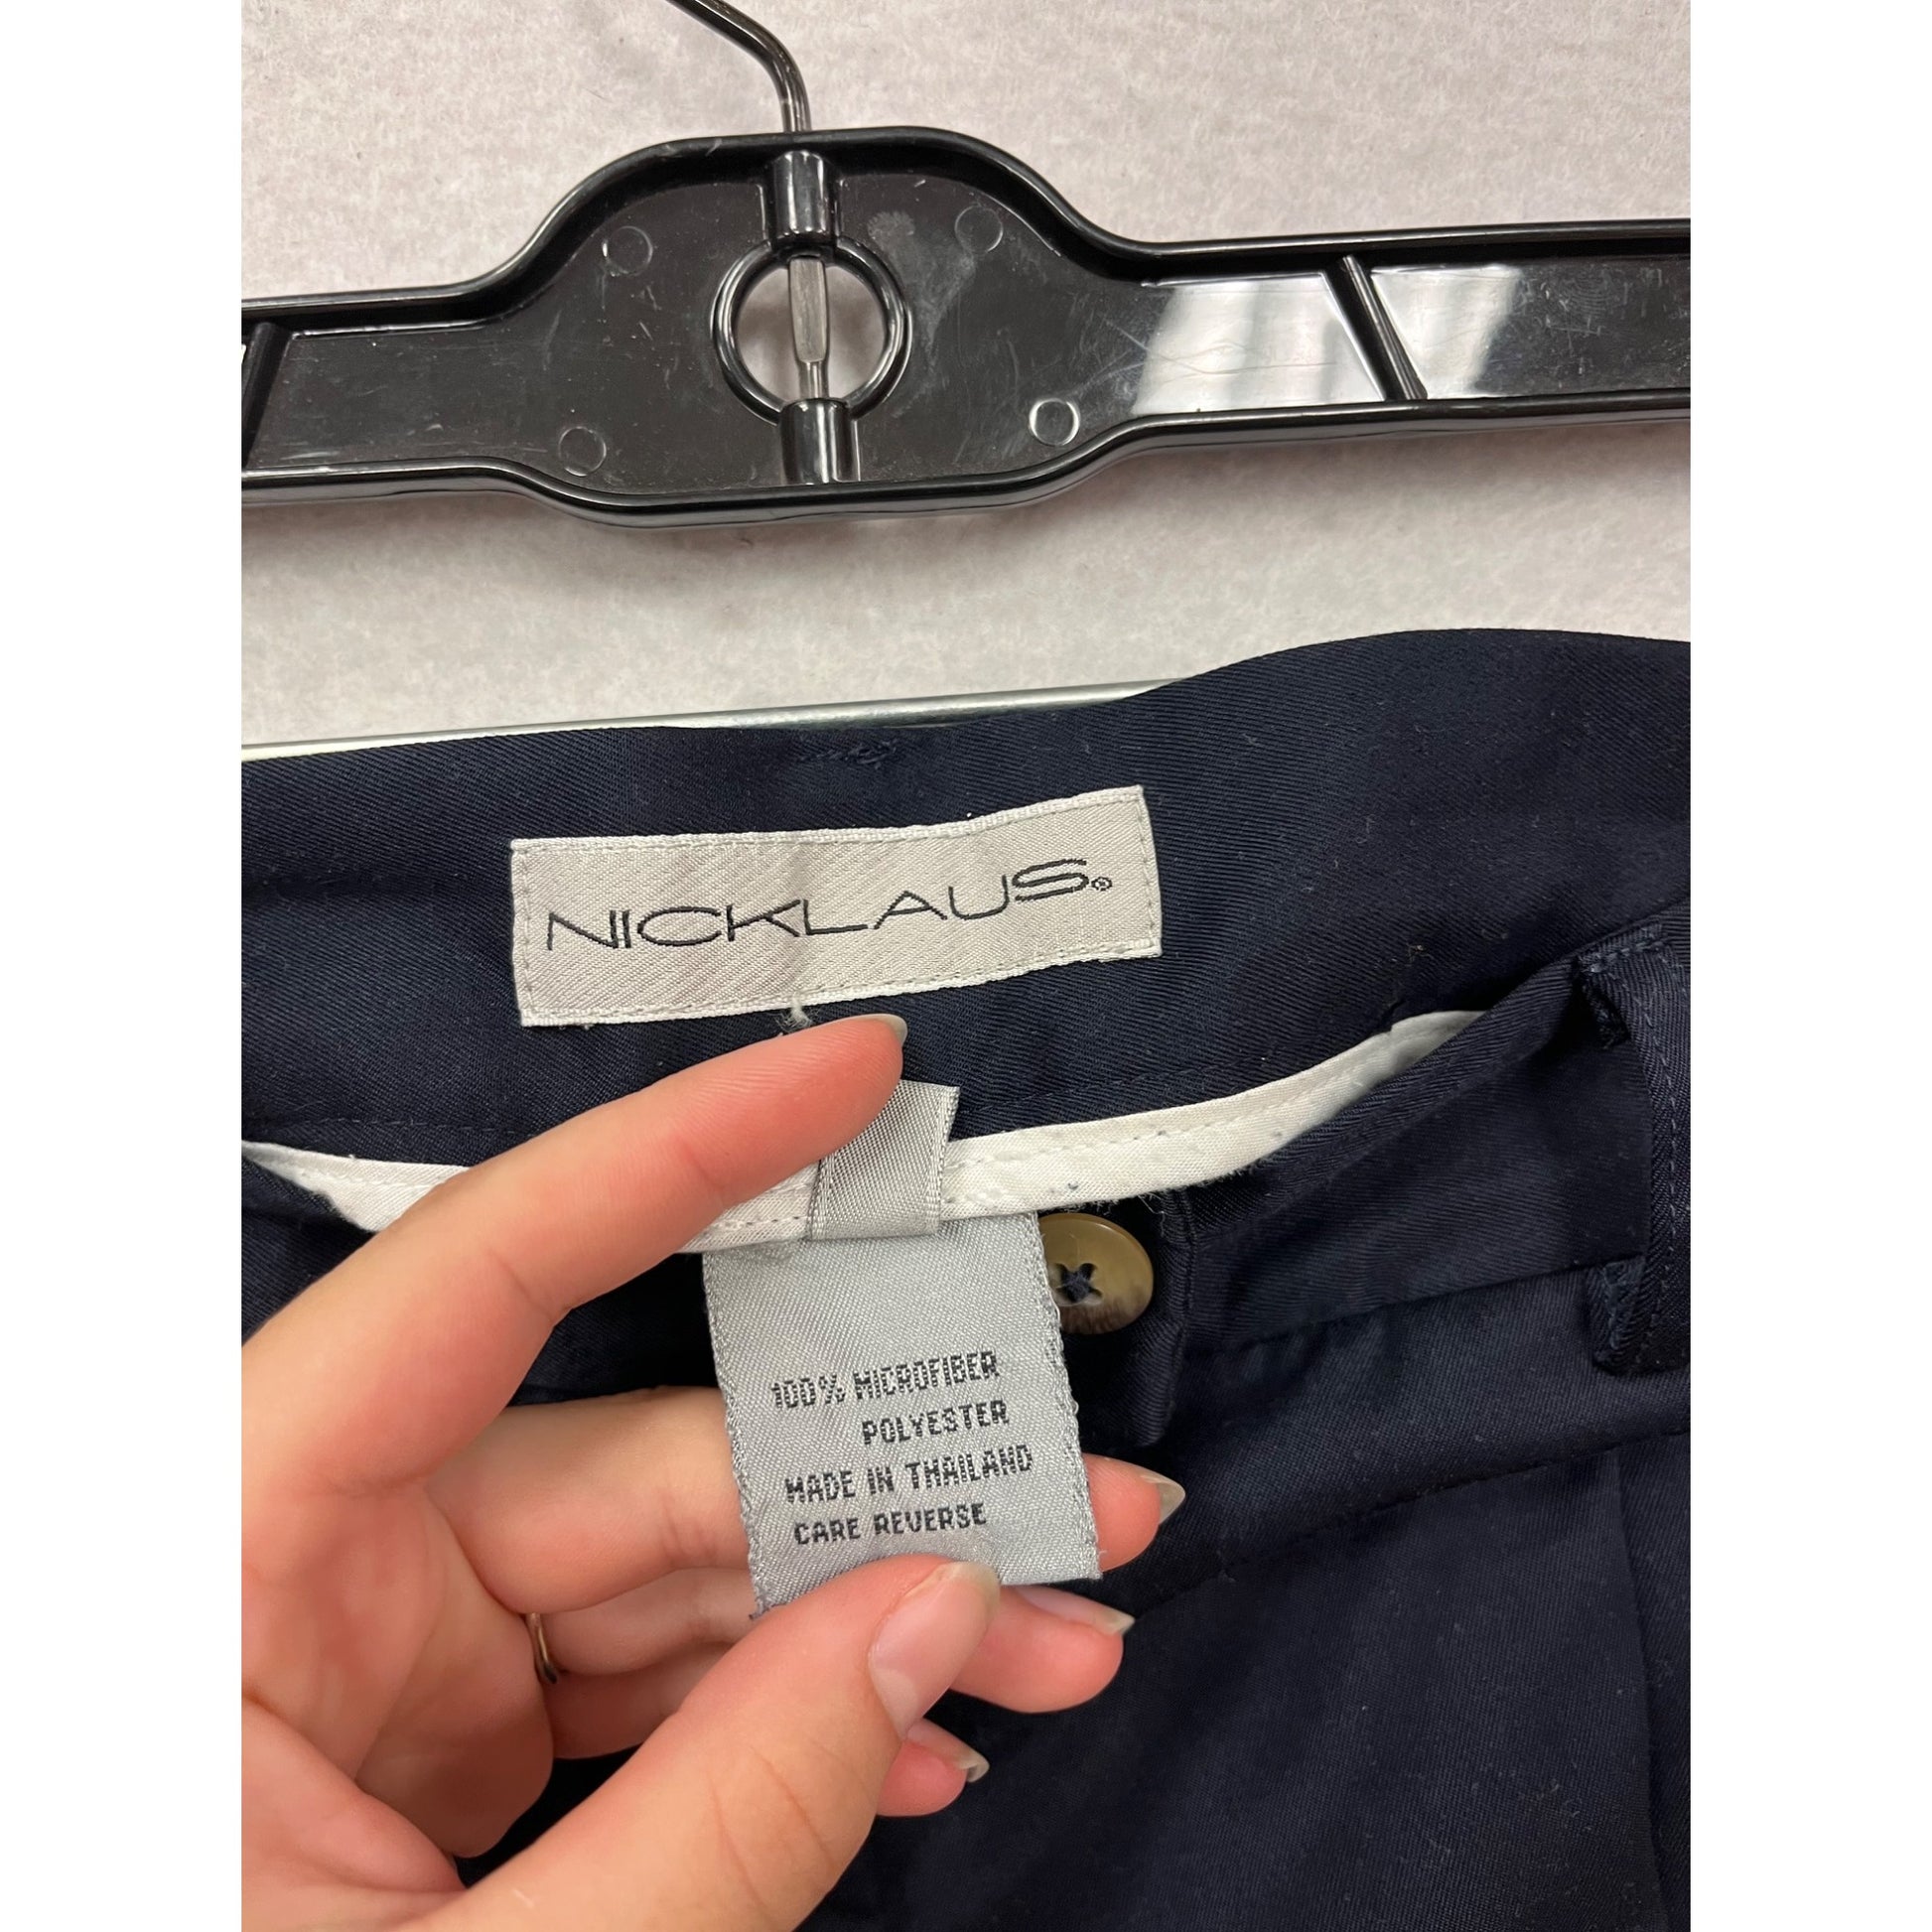 NICKLAUS®
100% MICROFIBER
POLYESTER
MADE IN THAILAND
CARE REVERSE